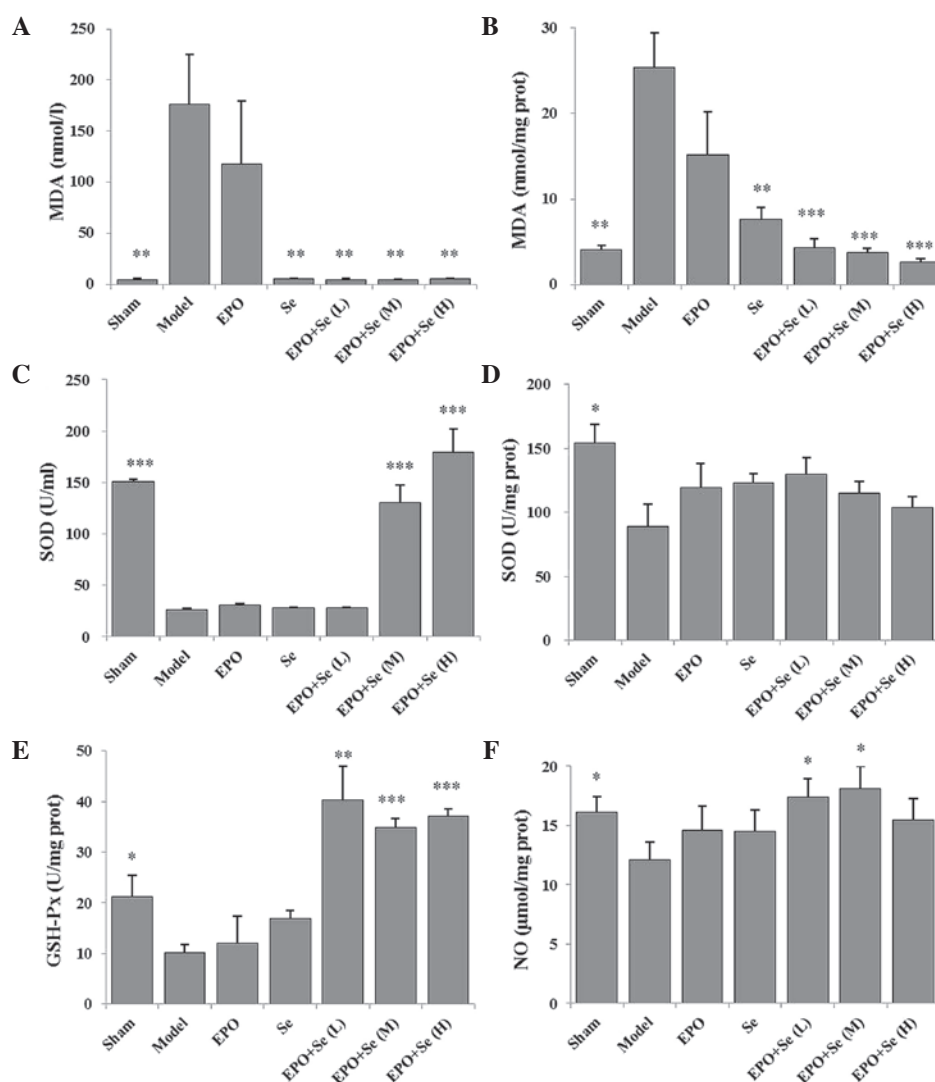 A
MDA (nmol/l)
250
200
150
100
50
0
**
**
**
**
**
Sham
Model
EPO
Se
EPO+Se (L)
EPO+Se (M)
EPO+Se (H)
B
MDA (nmol/mg prot)
30
20
10
0
**
**
***
***
***
Sham
Model
EPO
Se
EPO+Se (L)
EPO+Se (M)
EPO+Se (H)
C
SOD (U/ml)
250
200
150
100
50
0
***
***
***
Sham
Model
EPO
Se
EPO+Se (L)
EPO+Se (M)
EPO+Se (H)
D
SOD (U/mg prot)
200
150
100
50
0
*
Sham
Model
EPO
Se
EPO+Se (L)
EPO+Se (M)
EPO+Se (H)
E
GSH-Px (U/mg prot)
50
40
30
20
10
0
*
**
***
***
Sham
Model
EPO
Se
EPO+Se (L)
EPO+Se (M)
EPO+Se (H)
F
NO (µmol/mg prot)
20
15
10
5
0
*
*
*
Sham
Model
EPO
Se
EPO+Se (L)
EPO+Se (M)
EPO+Se (H)